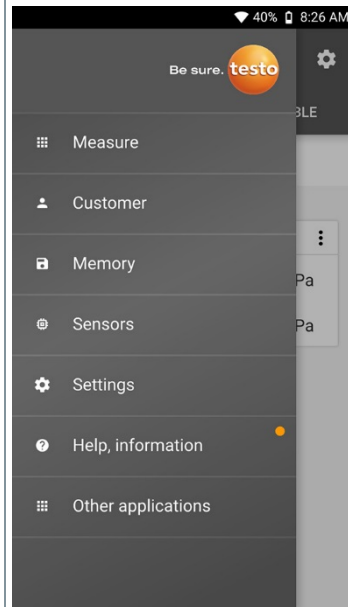 40% 8:26 AM
Be sure. testo
BLE
Measure
Customer
Memory
Pa
Sensors
Pa
Settings
Help, information
Other applications